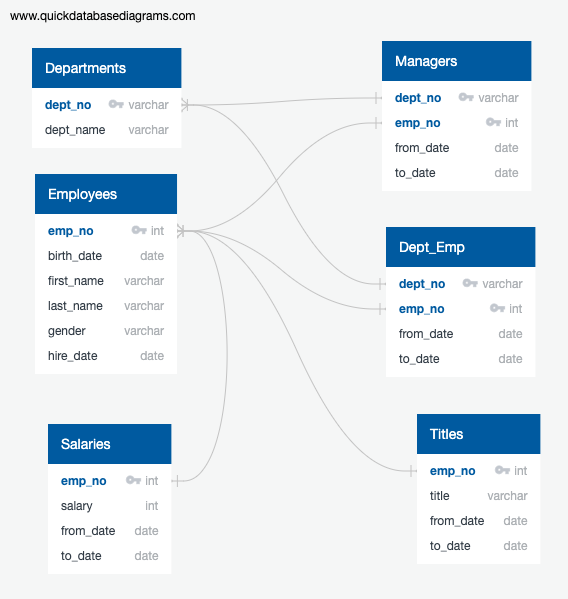 www.quickdatabasediagrams.com
Departments
dept_no varchar
dept_name varchar
Employees
emp_no int
birth_date date
first_name varchar
last_name varchar
gender varchar
hire_date date
Salaries
emp_no int
salary int
from_date date
to_date date
Managers
dept_no varchar
emp_no int
from_date date
to_date date
Dept_Emp
dept_no varchar
emp_no int
from_date date
to_date date
Titles
emp_no int
title varchar
from_date date
to_date date